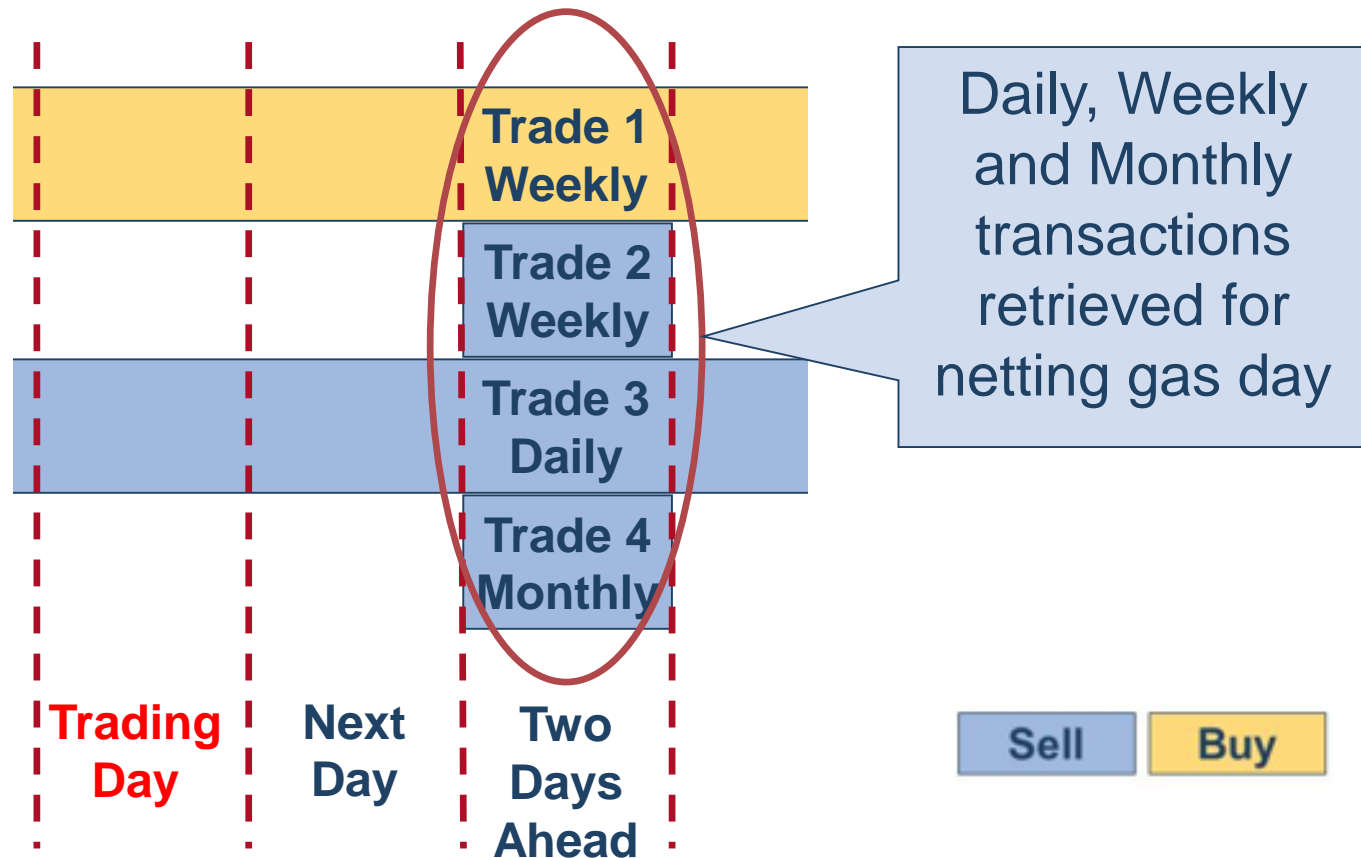 Trade 1
Weekly
Trade 2
Weekly
Trade 3
Daily
Trade 4
Monthly
Daily, Weekly
and Monthly
transactions
retrieved for
netting gas day
Trading
Day
Next
Day
Two
Days
Ahead
Sell
Buy